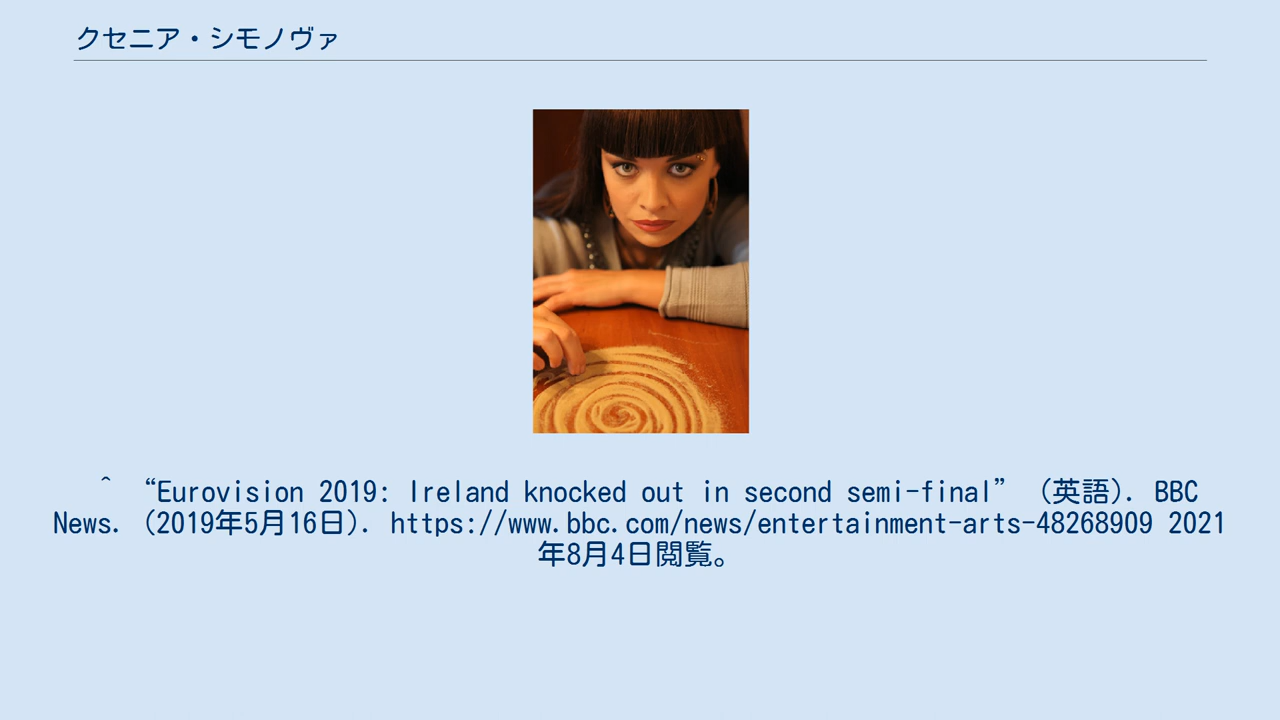 クセニア・シモノヴァ
^ “Eurovision 2019: Ireland knocked out in second semi-final” (英語). BBC
News. (2019年5月16日). https://www.bbc.com/news/entertainment-arts-48268909 2021
年8月4日閲覧。